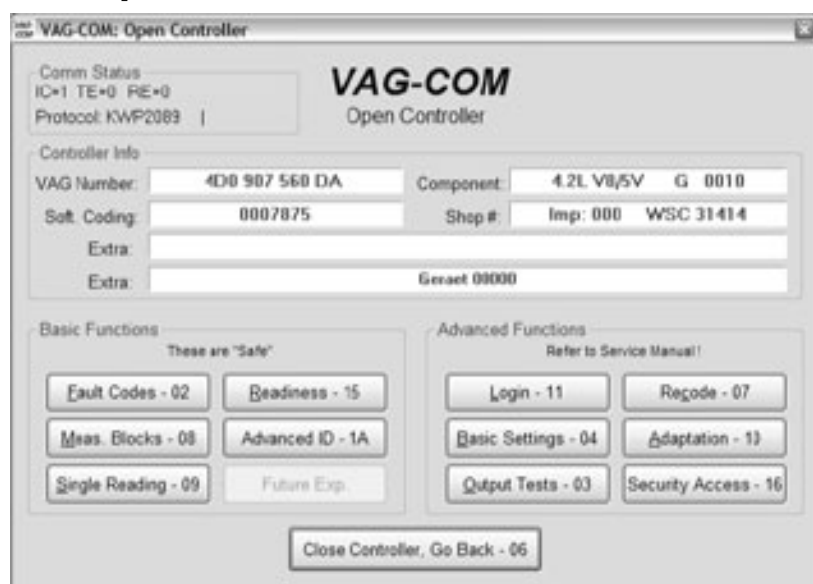 VAG-COM: Open Controller
Comm Status
IC=1 TE=0 RE=0
Protocol: KWP2089 |
VAG-COM
Open Controller
Controller Info
VAG Number: 4D0 907 560 DA Component: 4.2L V8/5V G 0010
Soft. Coding: 0007875 Shop #: Imp: 000 WSC 31414
Extra:
Extra: Geraet 00000
Basic Functions
These are "Safe"
Fault Codes - 02 Readiness - 15
Meas. Blocks - 08 Advanced ID - 1A
Single Reading - 09 Future Exp.
Advanced Functions
Refer to Service Manual!
Login - 11 Recode - 07
Basic Settings - 04 Adaptation - 10
Output Tests - 03 Security Access - 16
Close Controller, Go Back - 06